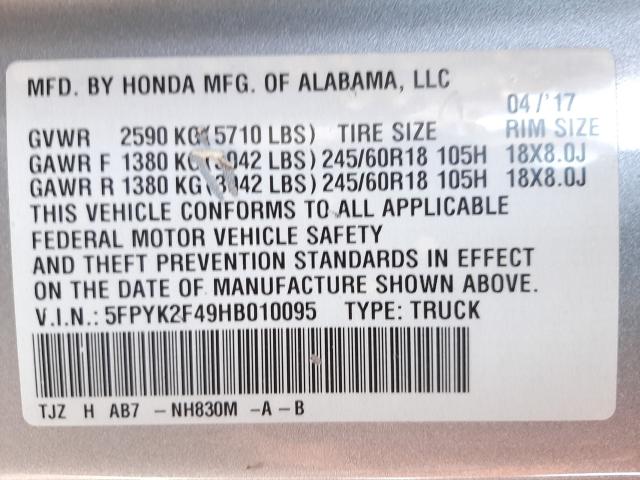 MFD. BY HONDA MFG. OF ALABAMA, LLC
04/'17
GVWR 2590 KG (5710 LBS) TIRE SIZE RIM SIZE
GAWR F 1380 KG (3042 LBS) 245/60R18 105H 18X8.0J
GAWR R 1380 KG (3042 LBS) 245/60R18 105H 18X8.0J
THIS VEHICLE CONFORMS TO ALL APPLICABLE
FEDERAL MOTOR VEHICLE SAFETY
AND THEFT PREVENTION STANDARDS IN EFFECT
ON THE DATE OF MANUFACTURE SHOWN ABOVE.
V.I.N.: 5FPYK2F49HB010095 TYPE: TRUCK
TJZ H AB7 - NH830M - A - B